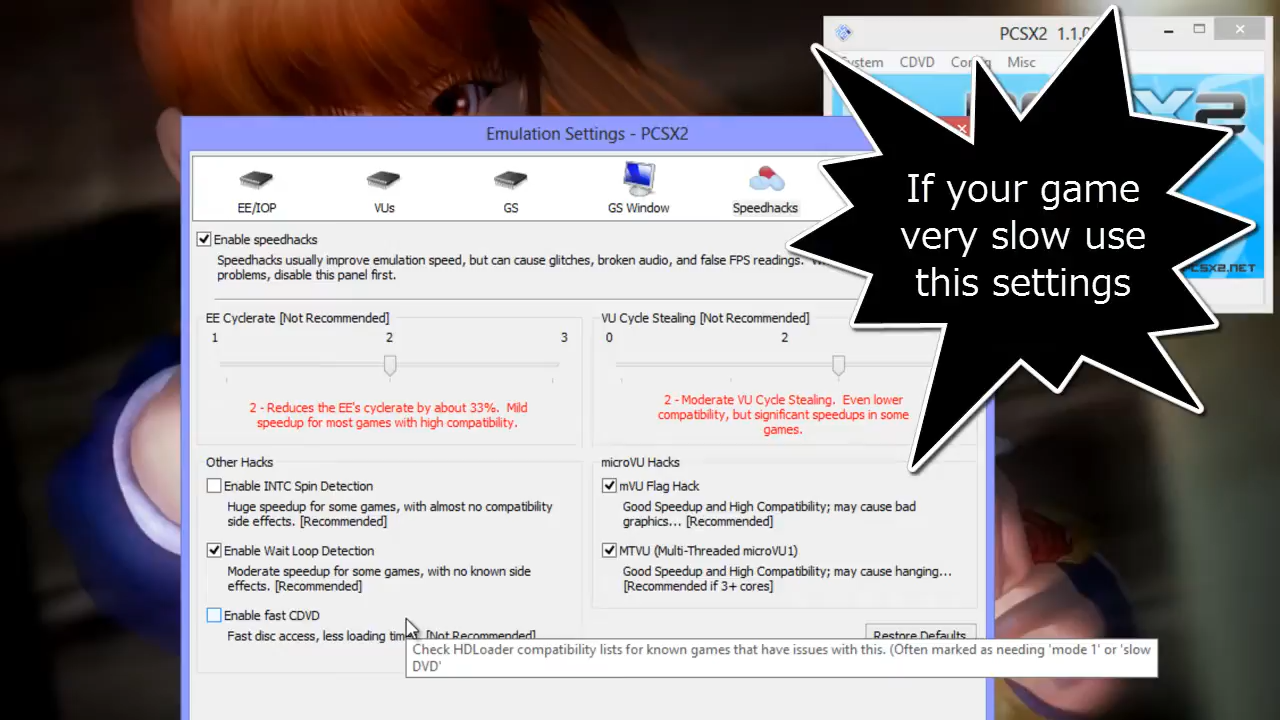 PCSX2 1.1.0
System CDVD Config Misc
Emulation Settings - PCSX2
EE/IOP
VUs
GS
GS Window
Speedhacks
If your game
very slow use
this settings
PCSX2.NET
Enable speedhacks
Speedhacks usually improve emulation speed, but can cause glitches, broken audio, and false FPS readings.
problems, disable this panel first.
EE Cyclerate [Not Recommended]
1 2 3
2 - Reduces the EE's cyclerate by about 33%. Mild
speedup for most games with high compatibility.
VU Cycle Stealing [Not Recommended]
0 2
2 - Moderate VU Cycle Stealing. Even lower
compatibility, but significant speedups in some
games.
Other Hacks
Enable INTC Spin Detection
Huge speedup for some games, with almost no compatibility
side effects. [Recommended]
Enable Wait Loop Detection
Moderate speedup for some games, with no known side
effects. [Recommended]
Enable fast CDVD
Fast disc access, less loading times. [Not Recommended]
microVU Hacks
mVU Flag Hack
Good Speedup and High Compatibility; may cause bad
graphics... [Recommended]
MTVU (Multi-Threaded microVU1)
Good Speedup and High Compatibility; may cause hanging...
[Recommended if 3+ cores]
Restore Defaults
Check HDLoader compatibility lists for known games that have issues with this. (Often marked as needing 'mode 1' or 'slow
DVD'